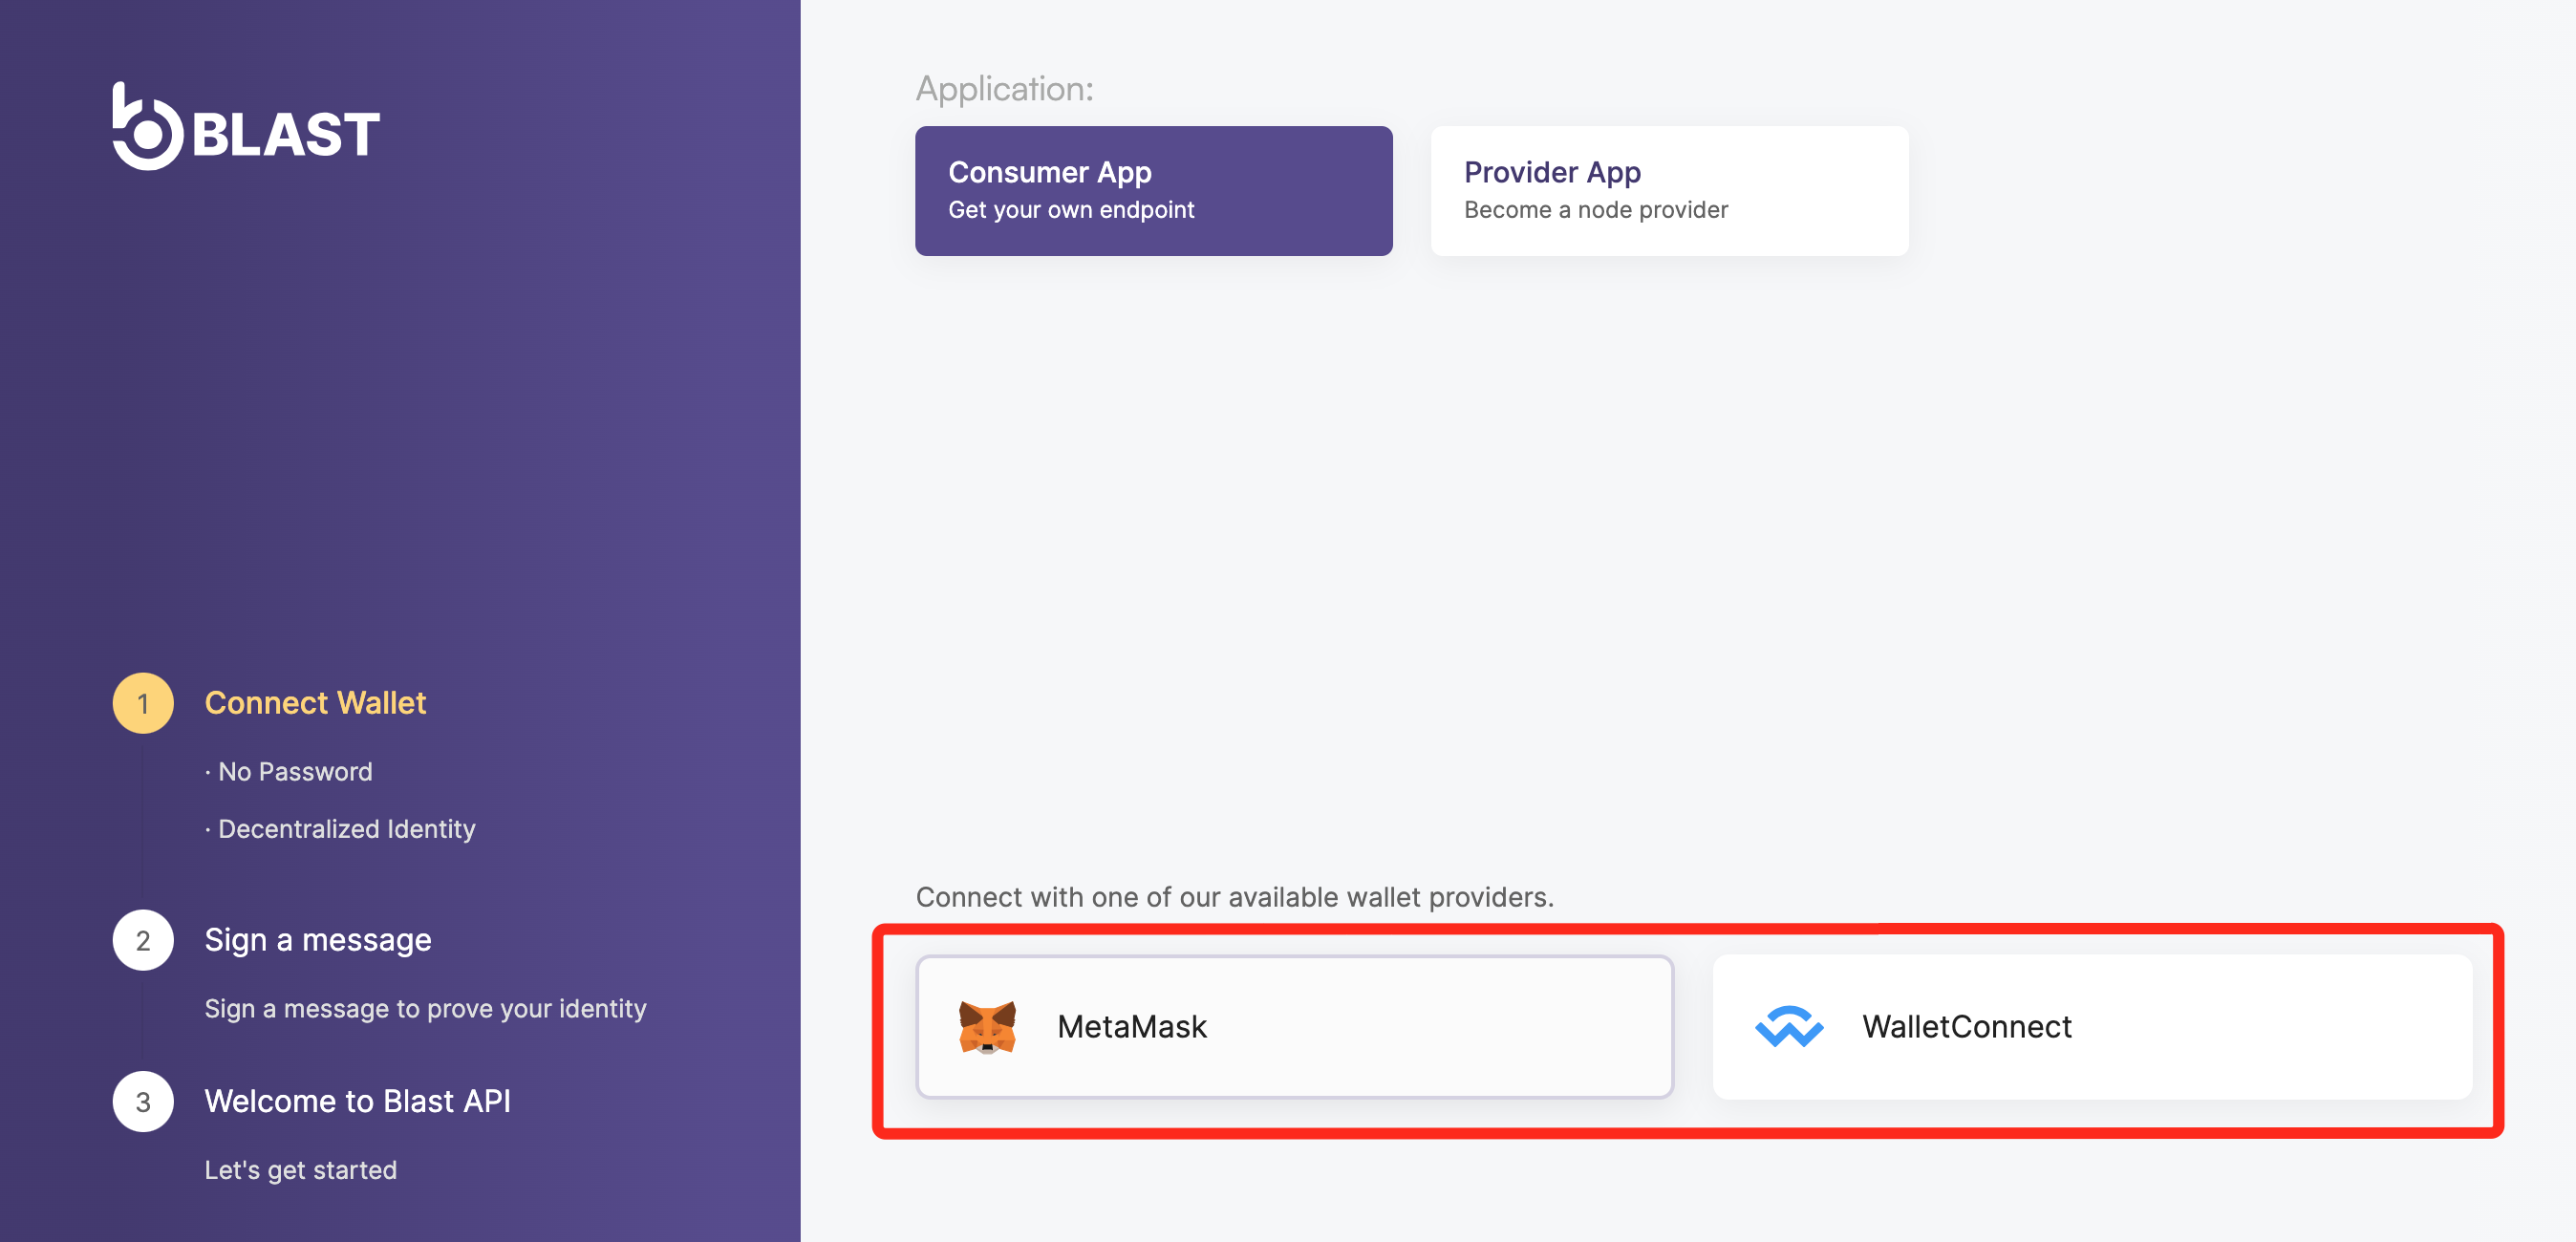 BLAST
1 Connect Wallet
· No Password
· Decentralized Identity
2 Sign a message
Sign a message to prove your identity
3 Welcome to Blast API
Let's get started
Application:
Consumer App
Get your own endpoint
Provider App
Become a node provider
Connect with one of our available wallet providers.
MetaMask
WalletConnect